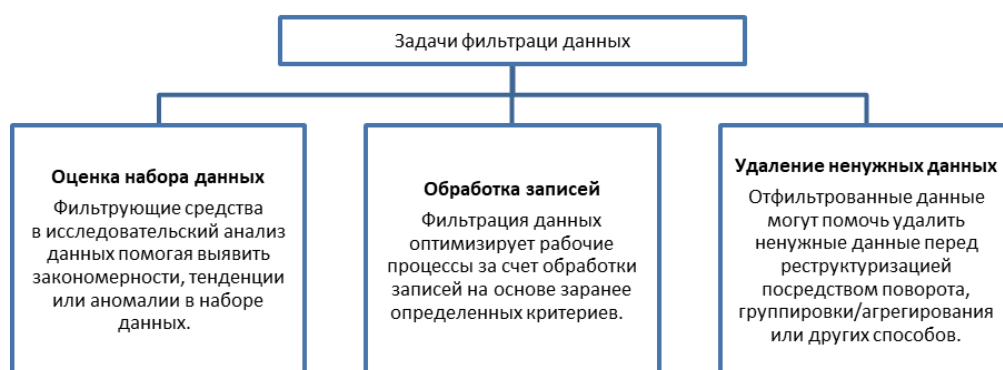 Задачи фильтраци данных
Оценка набора данных
Фильтрующие средства
в исследовательский анализ
данных помогая выявить
закономерности, тенденции
или аномалии в наборе
данных.
Обработка записей
Фильтрация данных
оптимизирует рабочие
процессы за счет обработки
записей на основе заранее
определенных критериев.
Удаление ненужных данных
Отфильтрованные данные
могут помочь удалить
ненужные данные перед
реструктуризацией
посредством поворота,
группировки/агрегирования
или других способов.